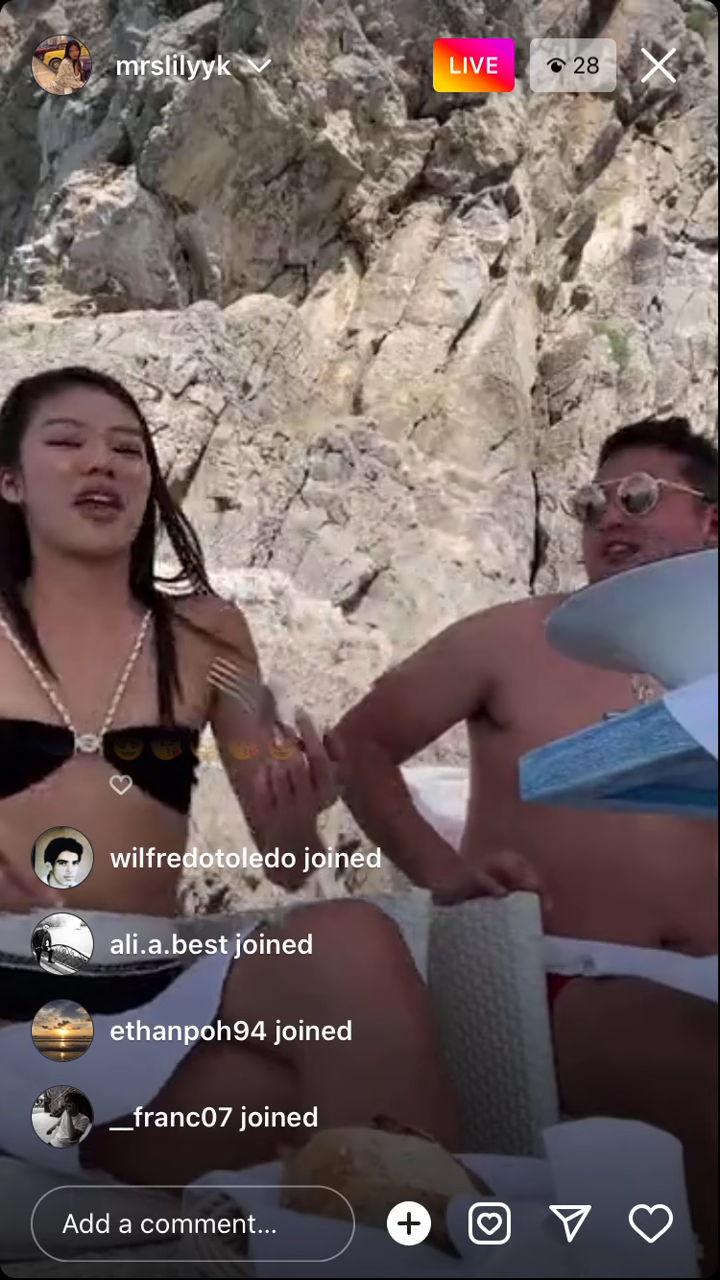 mrslilyyk
LIVE
28
wilfredotoledo joined
ali.a.best joined
ethanpoh94 joined
__franc07 joined
Add a comment...